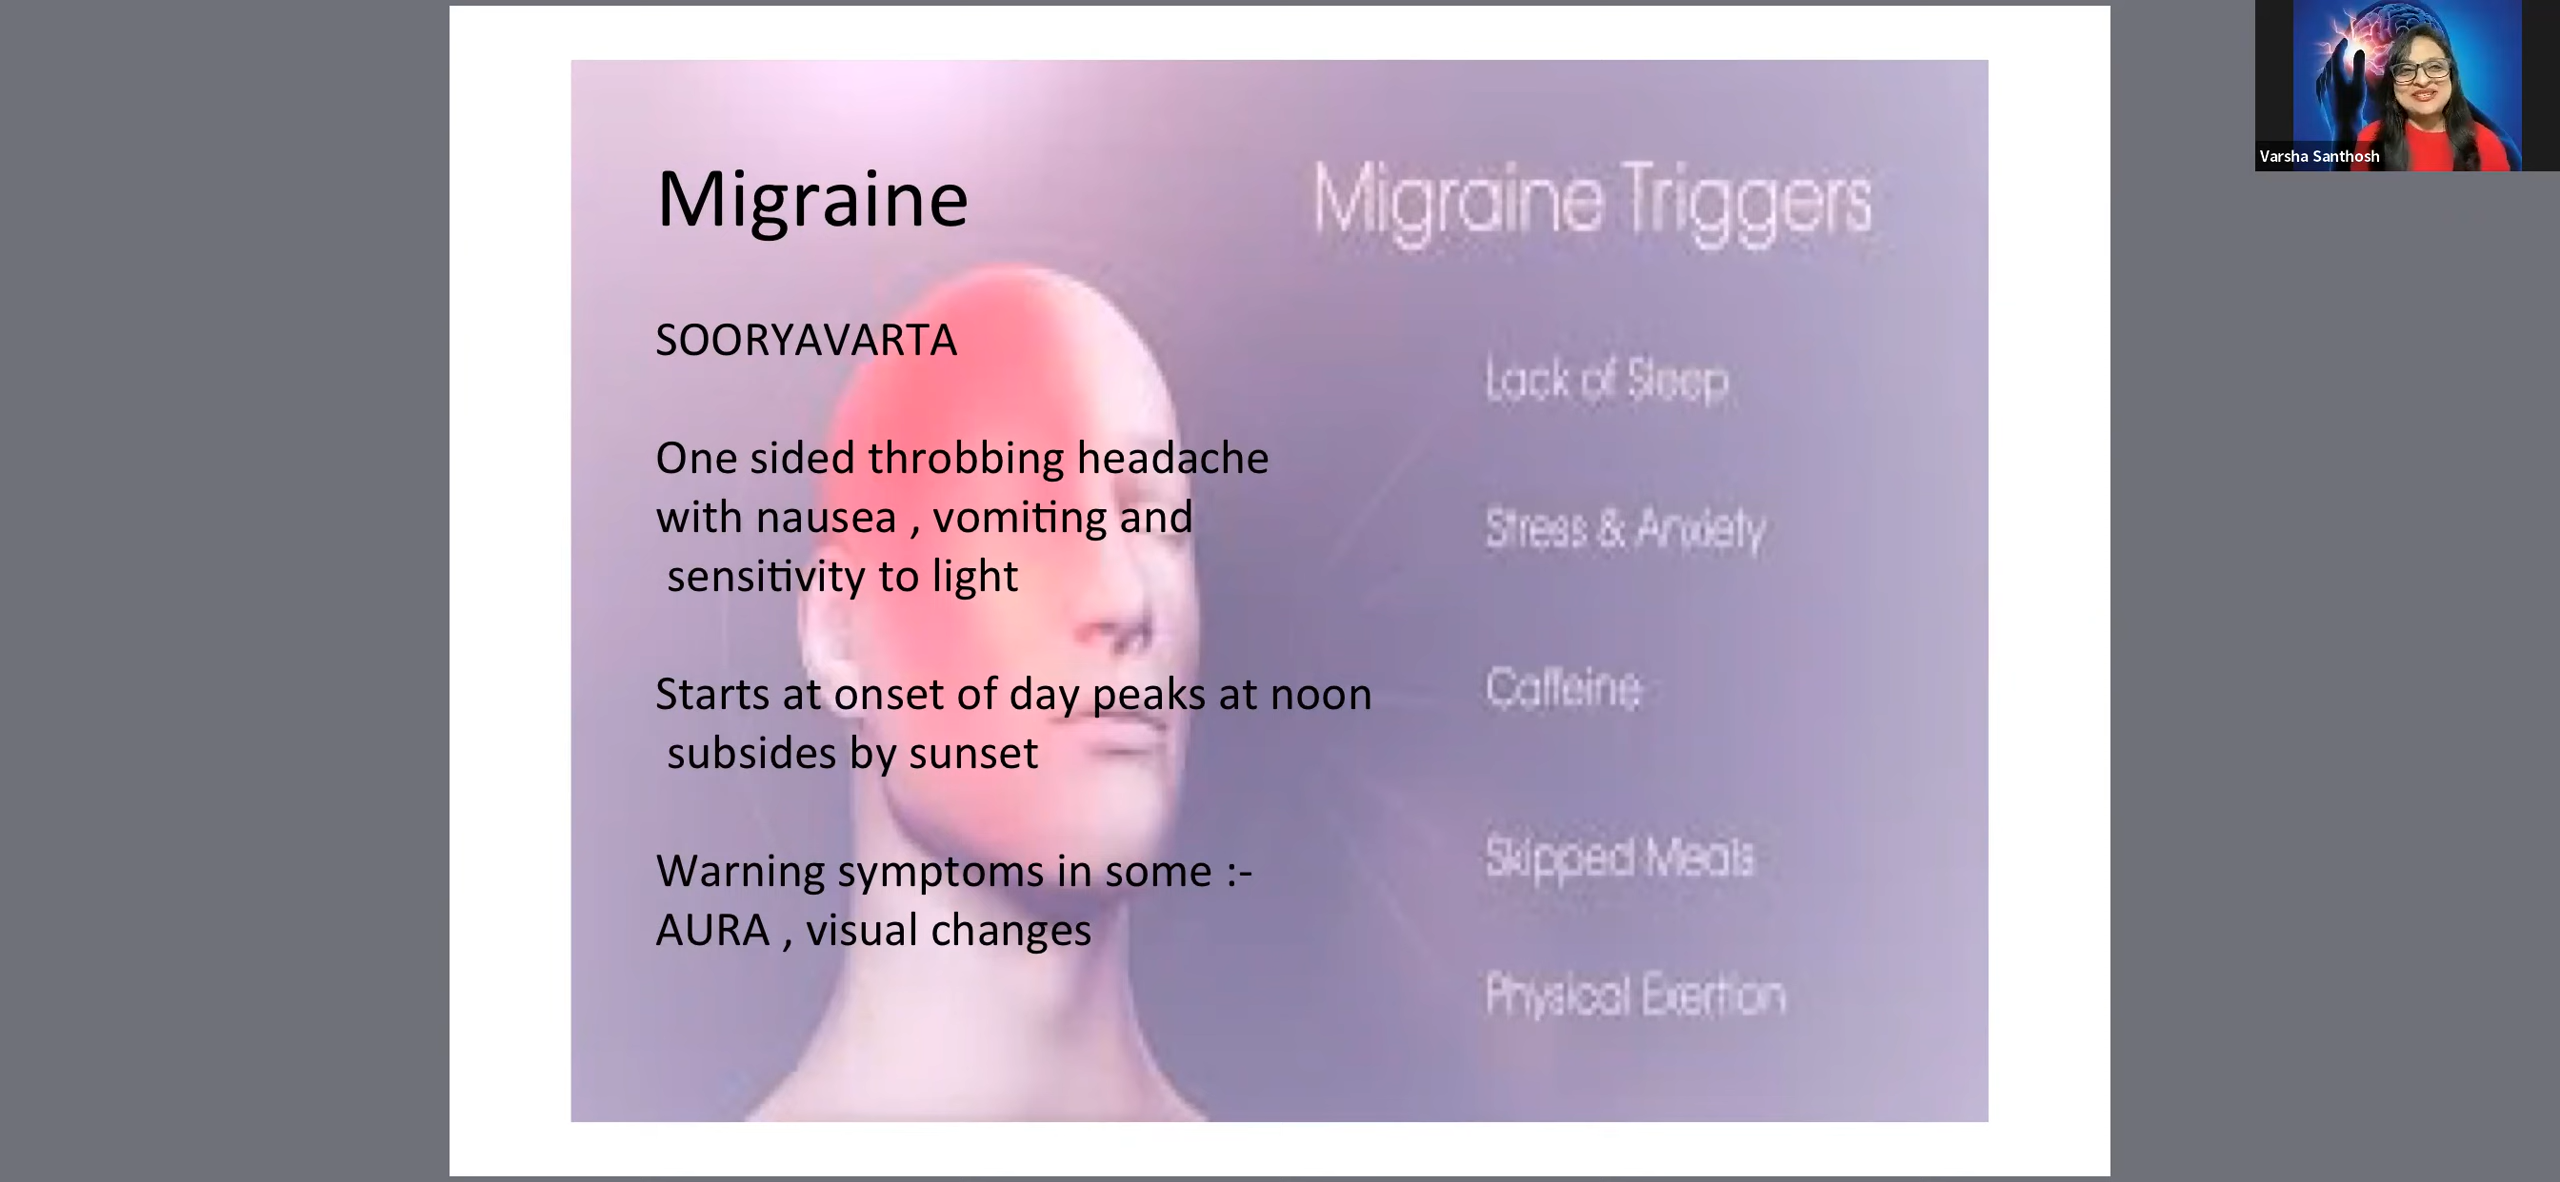 Migraine
SOORYAVARTA
One sided throbbing headache
with nausea , vomiting and
sensitivity to light
Starts at onset of day peaks at noon
subsides by sunset
Warning symptoms in some :-
AURA , visual changes
Migraine Triggers
Lack of Sleep
Stress & Anxiety
Caffeine
Skipped Meals
Physical Exertion
Varsha Santhosh